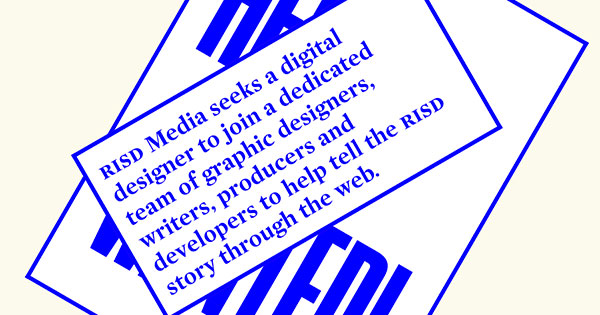 RISD Media seeks a digital
designer to join a dedicated
team of graphic designers,
writers, producers and
developers to help tell the RISD
story through the web.